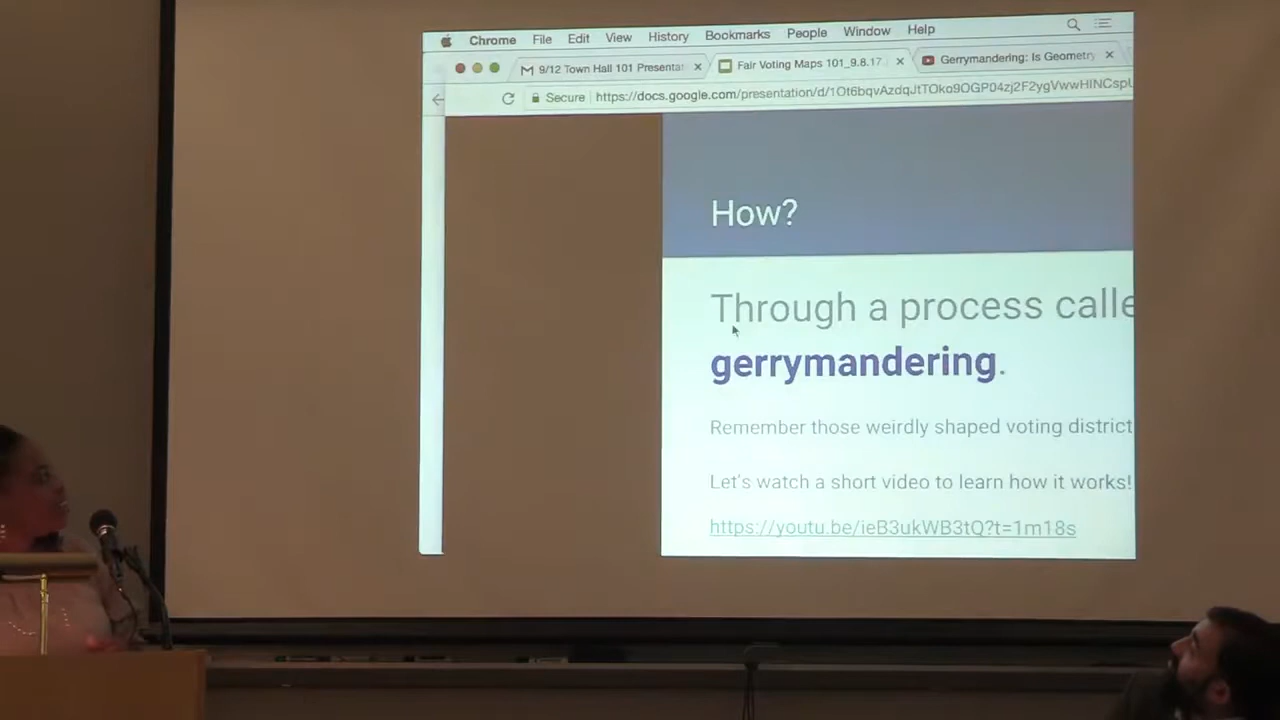 Chrome File Edit View History Bookmarks People Window Help
9/12 Town Hall 101 Presentat
Fair Voting Maps 101_9.8.17
Gerrymandering: Is Geometry
Secure
https://docs.google.com/presentation/d/1Ot6bqvAzdqJtTOko9OGP04zj2F2ygVwwHINCspU
How?
Through a process calle
gerrymandering.
Remember those weirdly shaped voting district
Let's watch a short video to learn how it works!
https://youtu.be/ieB3ukWB3tQ?t=1m18s